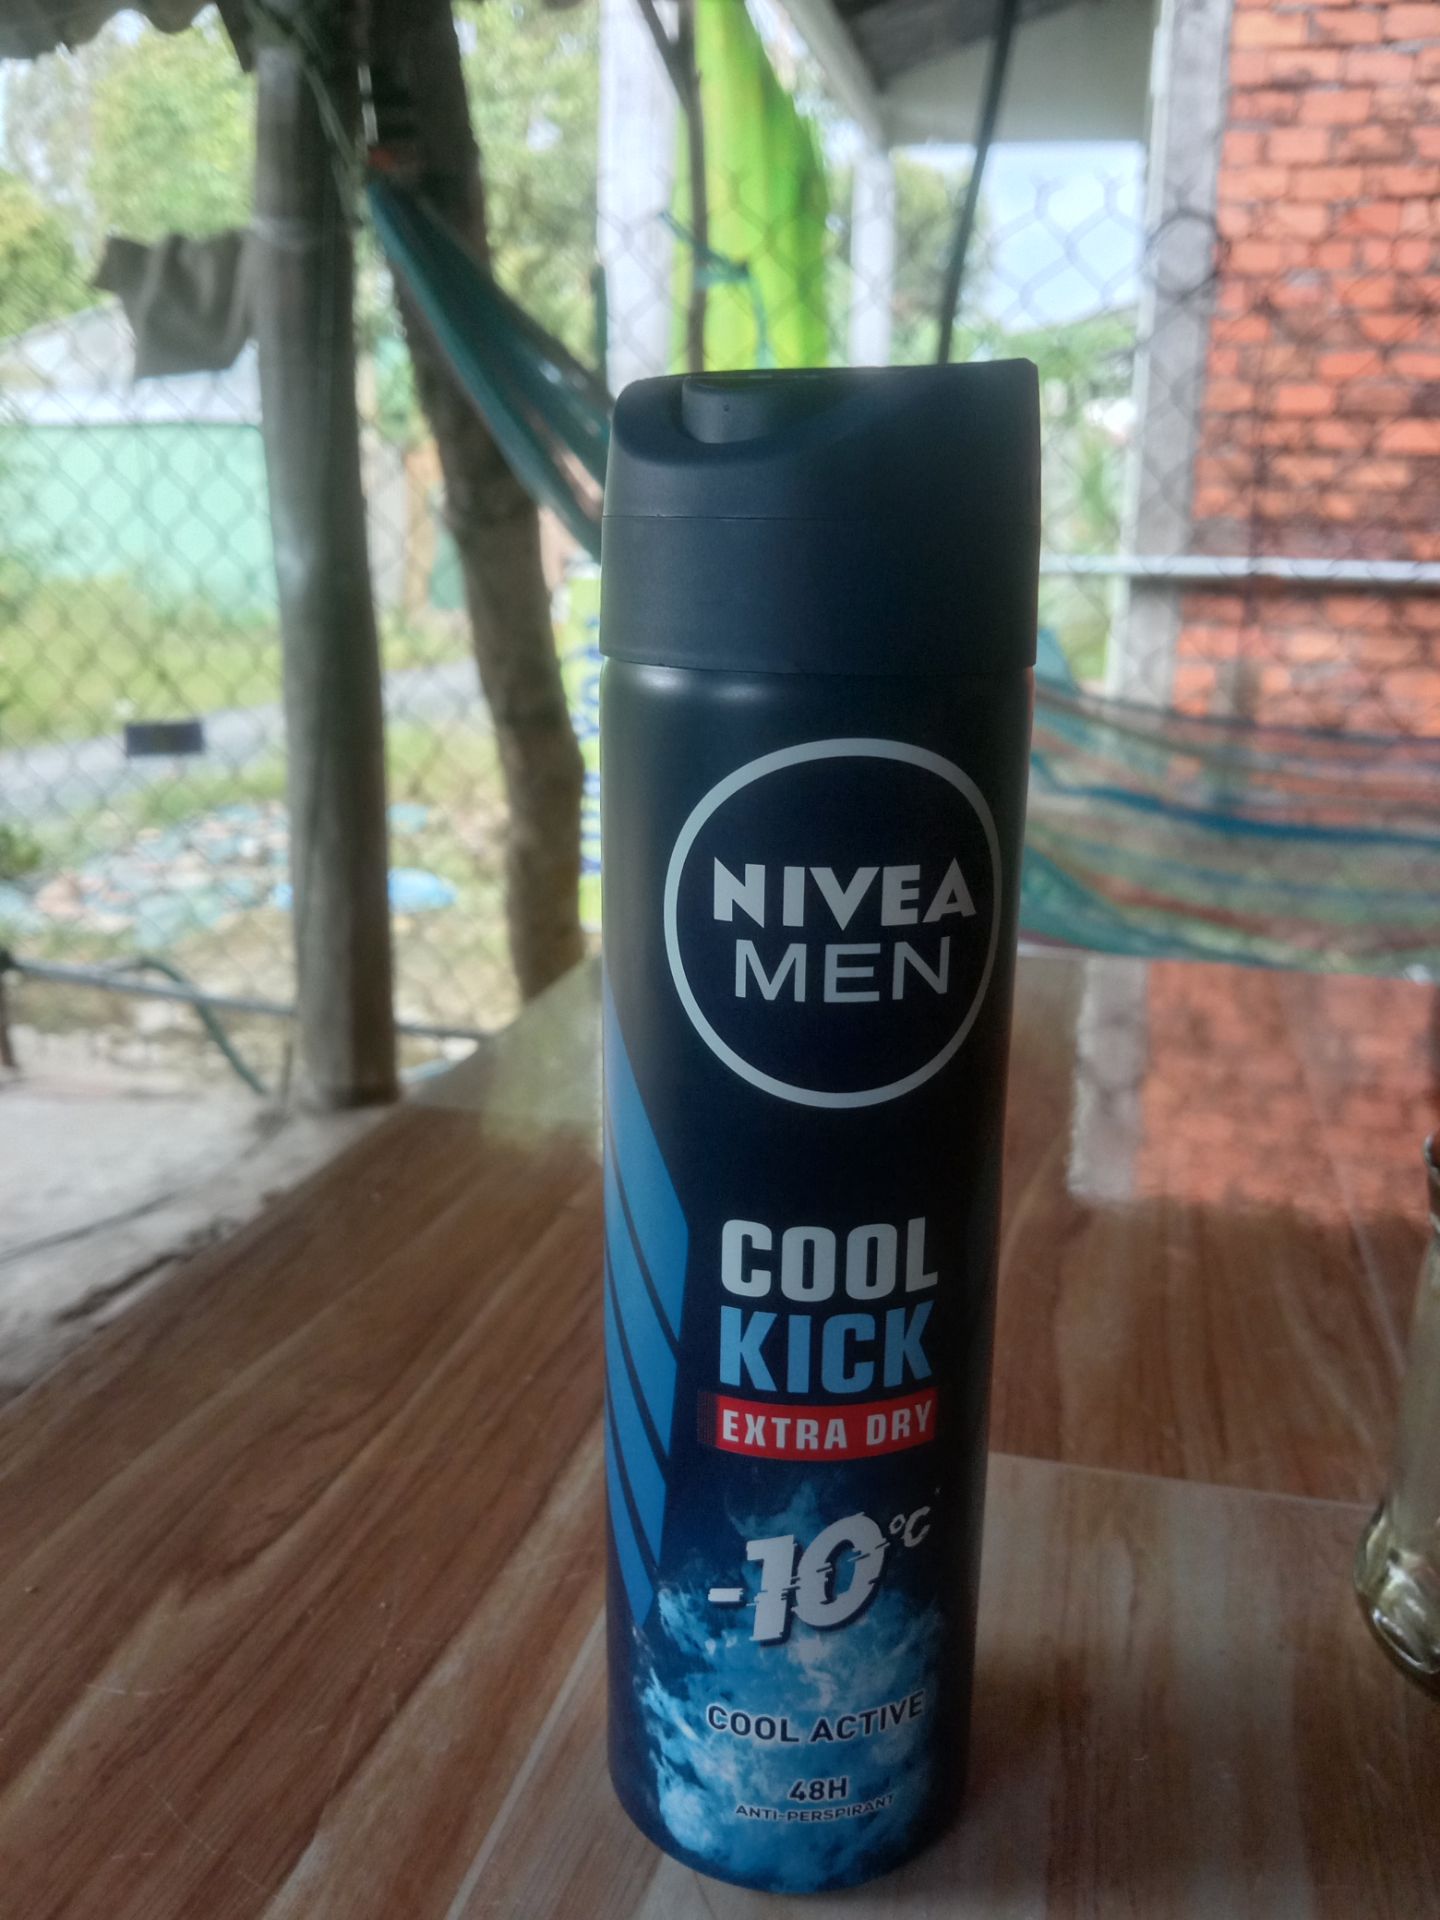 NIVEA
MEN
COOL
KICK
EXTRA DRY
-10°C*
COOL ACTIVE
48H
ANTI-PERSPIRANT